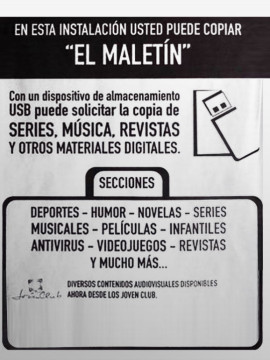 EN ESTA INSTALACIÓN USTED PUEDE COPIAR
“EL MALETÍN”
Con un dispositivo de almacenamiento
USB puede solicitar la copia de
SERIES, MÚSICA, REVISTAS
Y OTROS MATERIALES DIGITALES.
SECCIONES
DEPORTES – HUMOR – NOVELAS – SERIES
MUSICALES – PELÍCULAS – INFANTILES
ANTIVIRUS – VIDEOJUEGOS – REVISTAS
Y MUCHO MÁS...
Joven Club
DIVERSOS CONTENIDOS AUDIOVISUALES DISPONIBLES
AHORA DESDE LOS JOVEN CLUB.